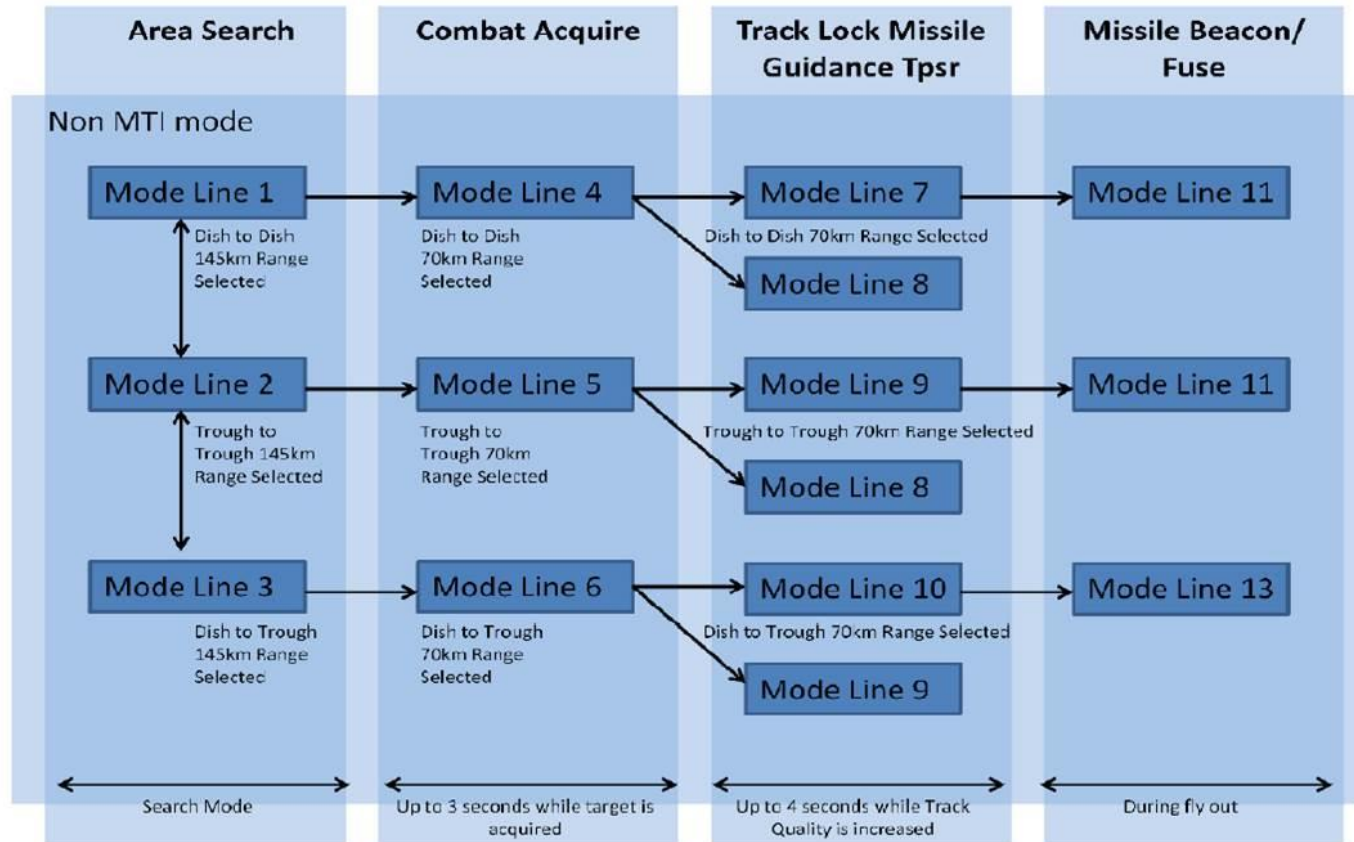 Area Search
Combat Acquire
Track Lock Missile
Guidance Tpsr
Missile Beacon/
Fuse
Non MTI mode
Mode Line 1
Mode Line 4
Mode Line 7
Mode Line 11
Dish to Dish
145km Range
Selected
Dish to Dish
70km Range
Selected
Dish to Dish 70km Range Selected
Mode Line 8
Mode Line 2
Mode Line 5
Mode Line 9
Mode Line 11
Trough to
Trough 145km
Range Selected
Trough to
Trough 70km
Range Selected
Trough to Trough 70km Range Selected
Mode Line 8
Mode Line 3
Mode Line 6
Mode Line 10
Mode Line 13
Dish to Trough
145km Range
Selected
Dish to Trough
70km Range
Selected
Dish to Trough 70km Range Selected
Mode Line 9
Search Mode
Up to 3 seconds while target is
acquired
Up to 4 seconds while Track
Quality is increased
During fly out